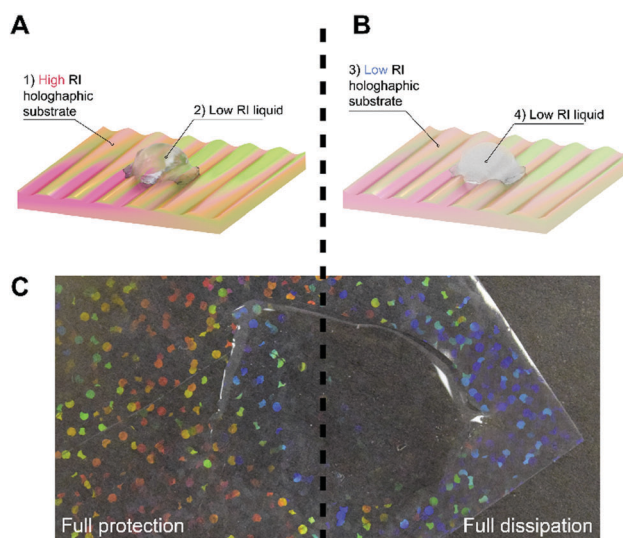 A
B
1) High RI
hologhaphic
substrate
2) Low RI liquid
3) Low RI
hologhaphic
substrate
4) Low RI liquid
C
Full protection
Full dissipation